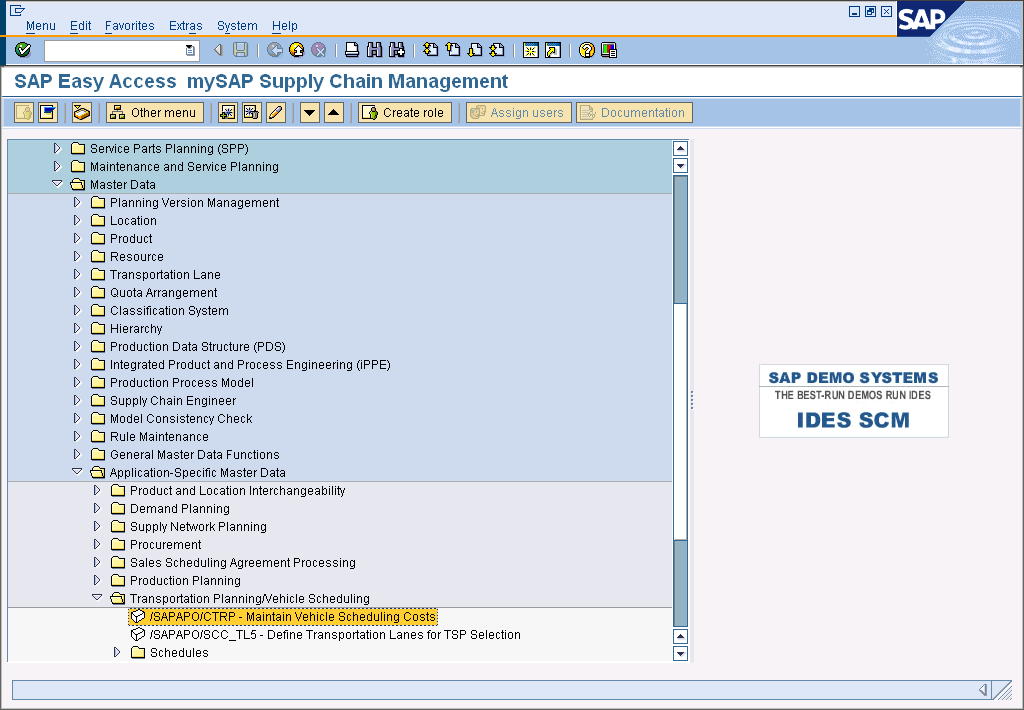 Menu Edit Favorites Extras System Help
SAP
SAP Easy Access mySAP Supply Chain Management
Other menu Create role Assign users Documentation
Service Parts Planning (SPP)
Maintenance and Service Planning
Master Data
Planning Version Management
Location
Product
Resource
Transportation Lane
Quota Arrangement
Classification System
Hierarchy
Production Data Structure (PDS)
Integrated Product and Process Engineering (iPPE)
Production Process Model
Supply Chain Engineer
Model Consistency Check
Rule Maintenance
General Master Data Functions
Application-Specific Master Data
Product and Location Interchangeability
Demand Planning
Supply Network Planning
Procurement
Sales Scheduling Agreement Processing
Production Planning
Transportation Planning/Vehicle Scheduling
/SAPAPO/CTRP - Maintain Vehicle Scheduling Costs
/SAPAPO/SCC_TL5 - Define Transportation Lanes for TSP Selection
Schedules
SAP DEMO SYSTEMS
THE BEST-RUN DEMOS RUN IDES
IDES SCM